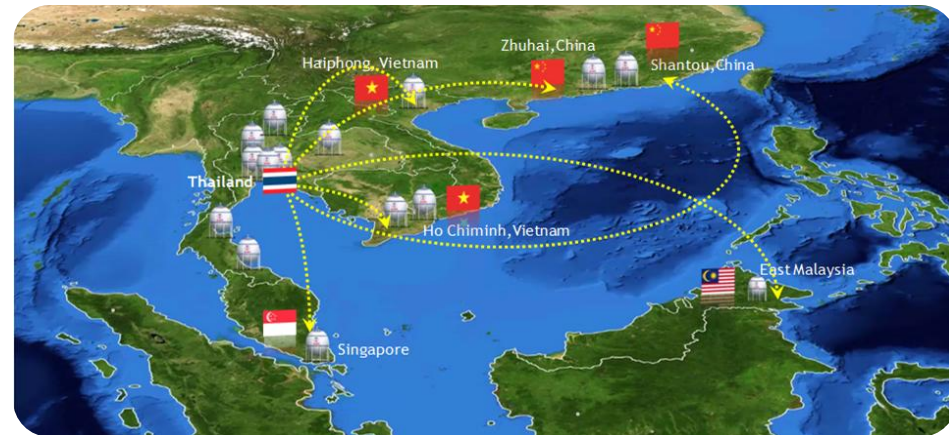 Zhuhai,China
Haiphong, Vietnam
Shantou,China
Thailand
Ho Chiminh,Vietnam
East Malaysia
Singapore